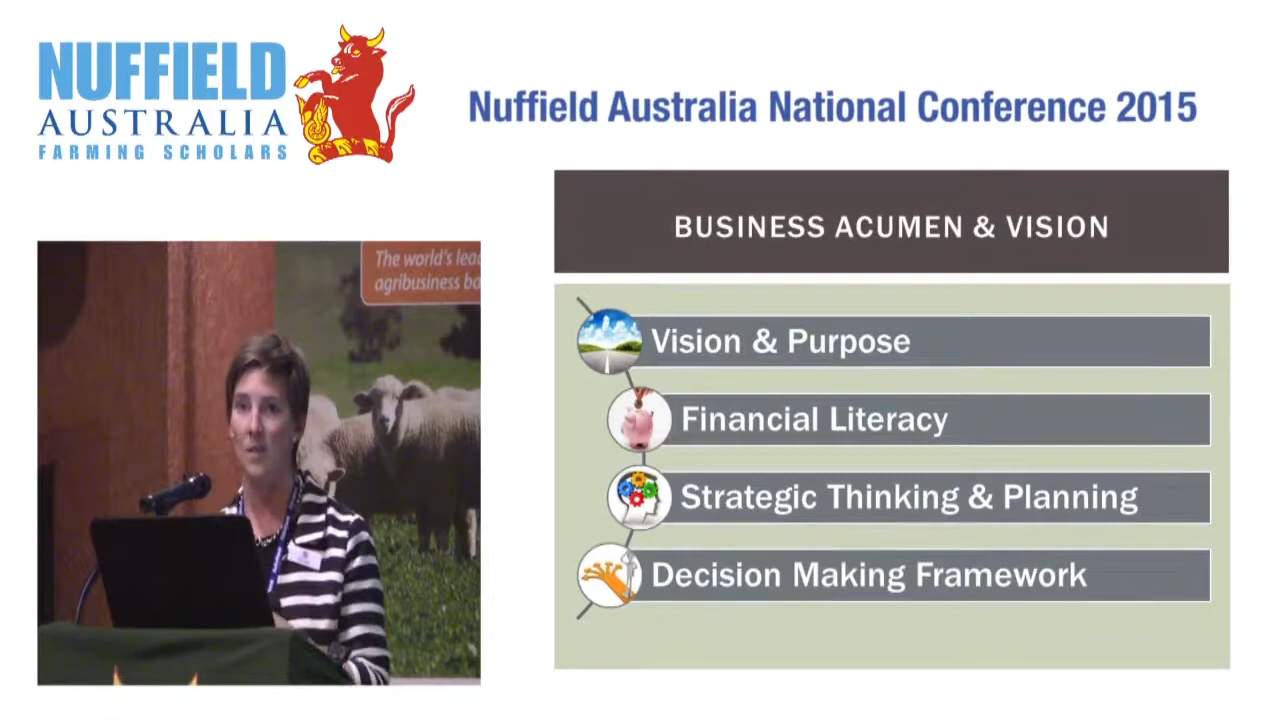 NUFFIELD
AUSTRALIA
FARMING SCHOLARS
Nuffield Australia National Conference 2015
BUSINESS ACUMEN & VISION
The world's lea
agribusiness ba
Vision & Purpose
Financial Literacy
Strategic Thinking & Planning
Decision Making Framework